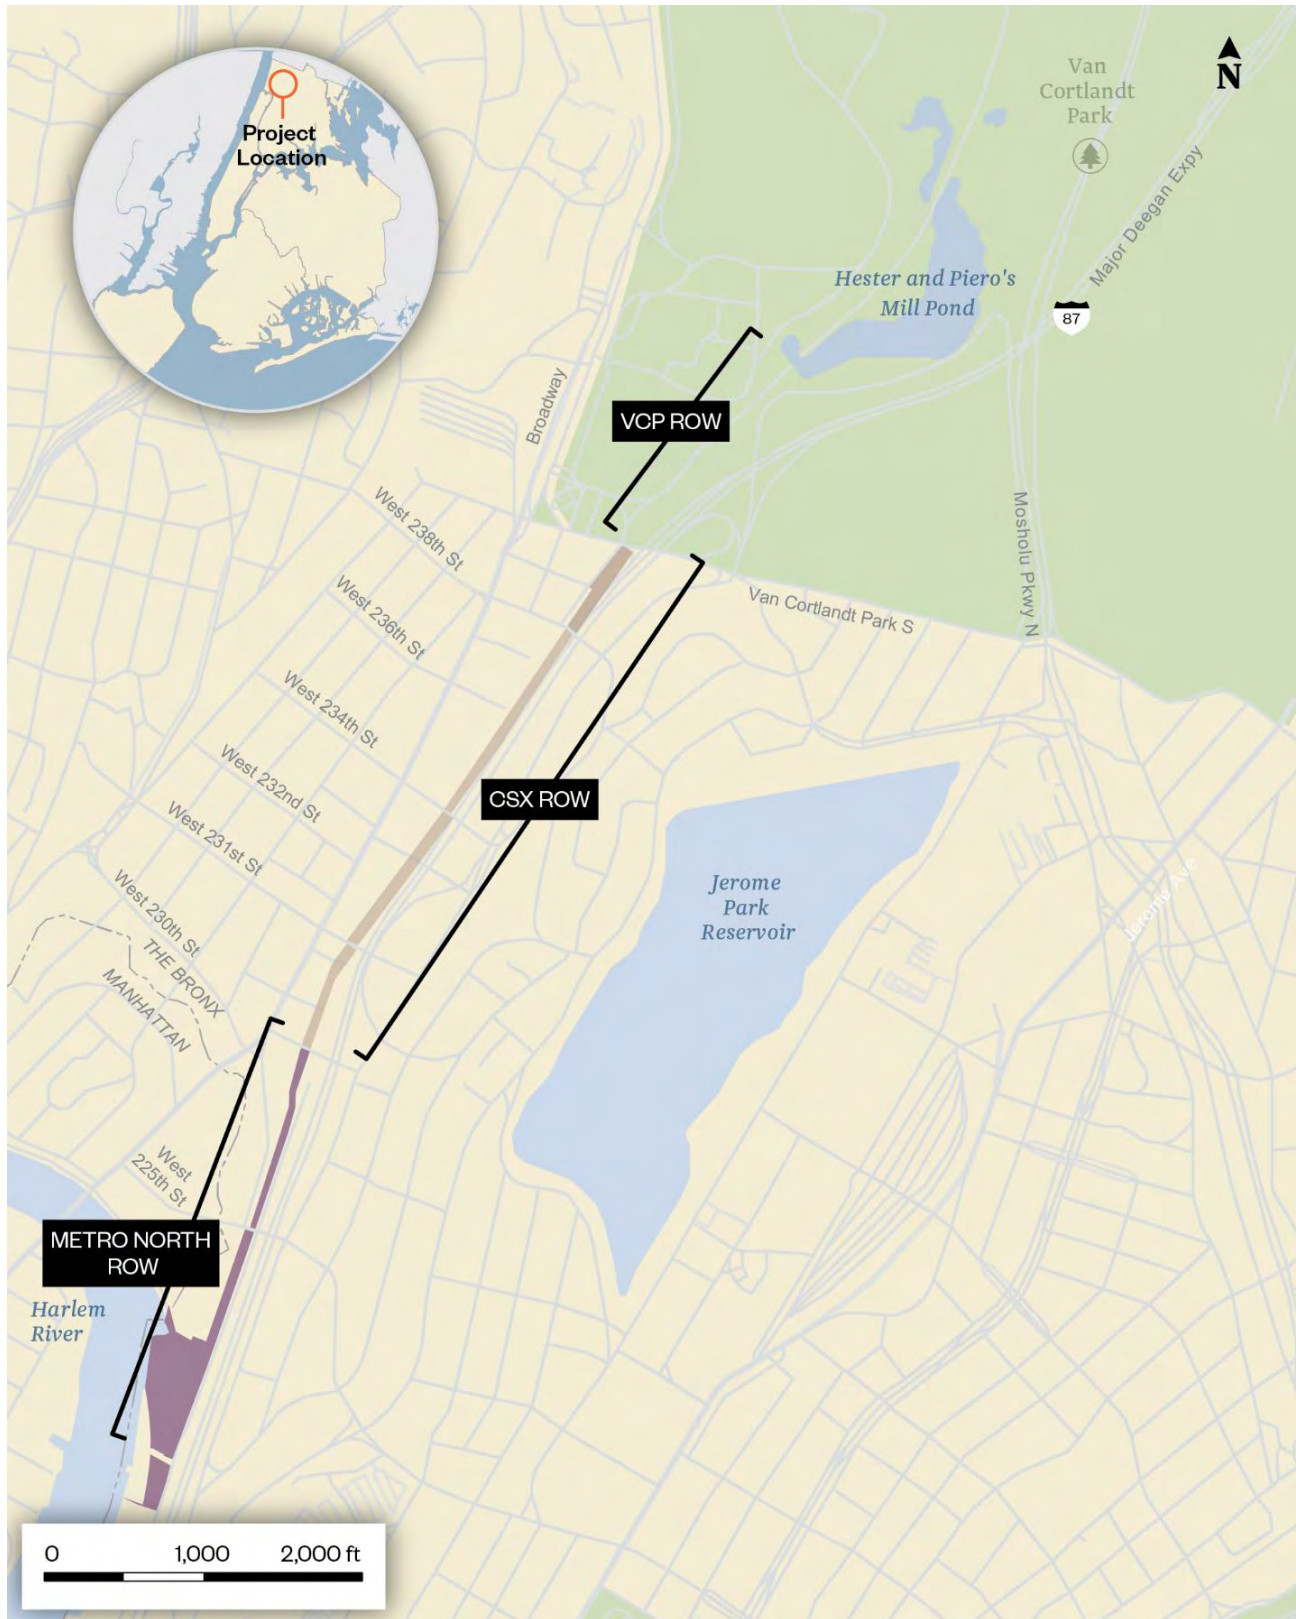 N
Van
Cortlandt
Park
Project
Location
Major Deegan Expy
Hester and Piero's
Mill Pond
87
Broadway
VCP ROW
West 238th St
Mosholu Pkwy N
West 236th St
Van Cortlandt Park S
West 234th St
West 232nd St
CSX ROW
West 231st St
Jerome
Park
Reservoir
Jerome Ave
West 230th St
THE BRONX
MANHATTAN
West
225th St
METRO NORTH
ROW
Harlem
River
0 1,000 2,000 ft